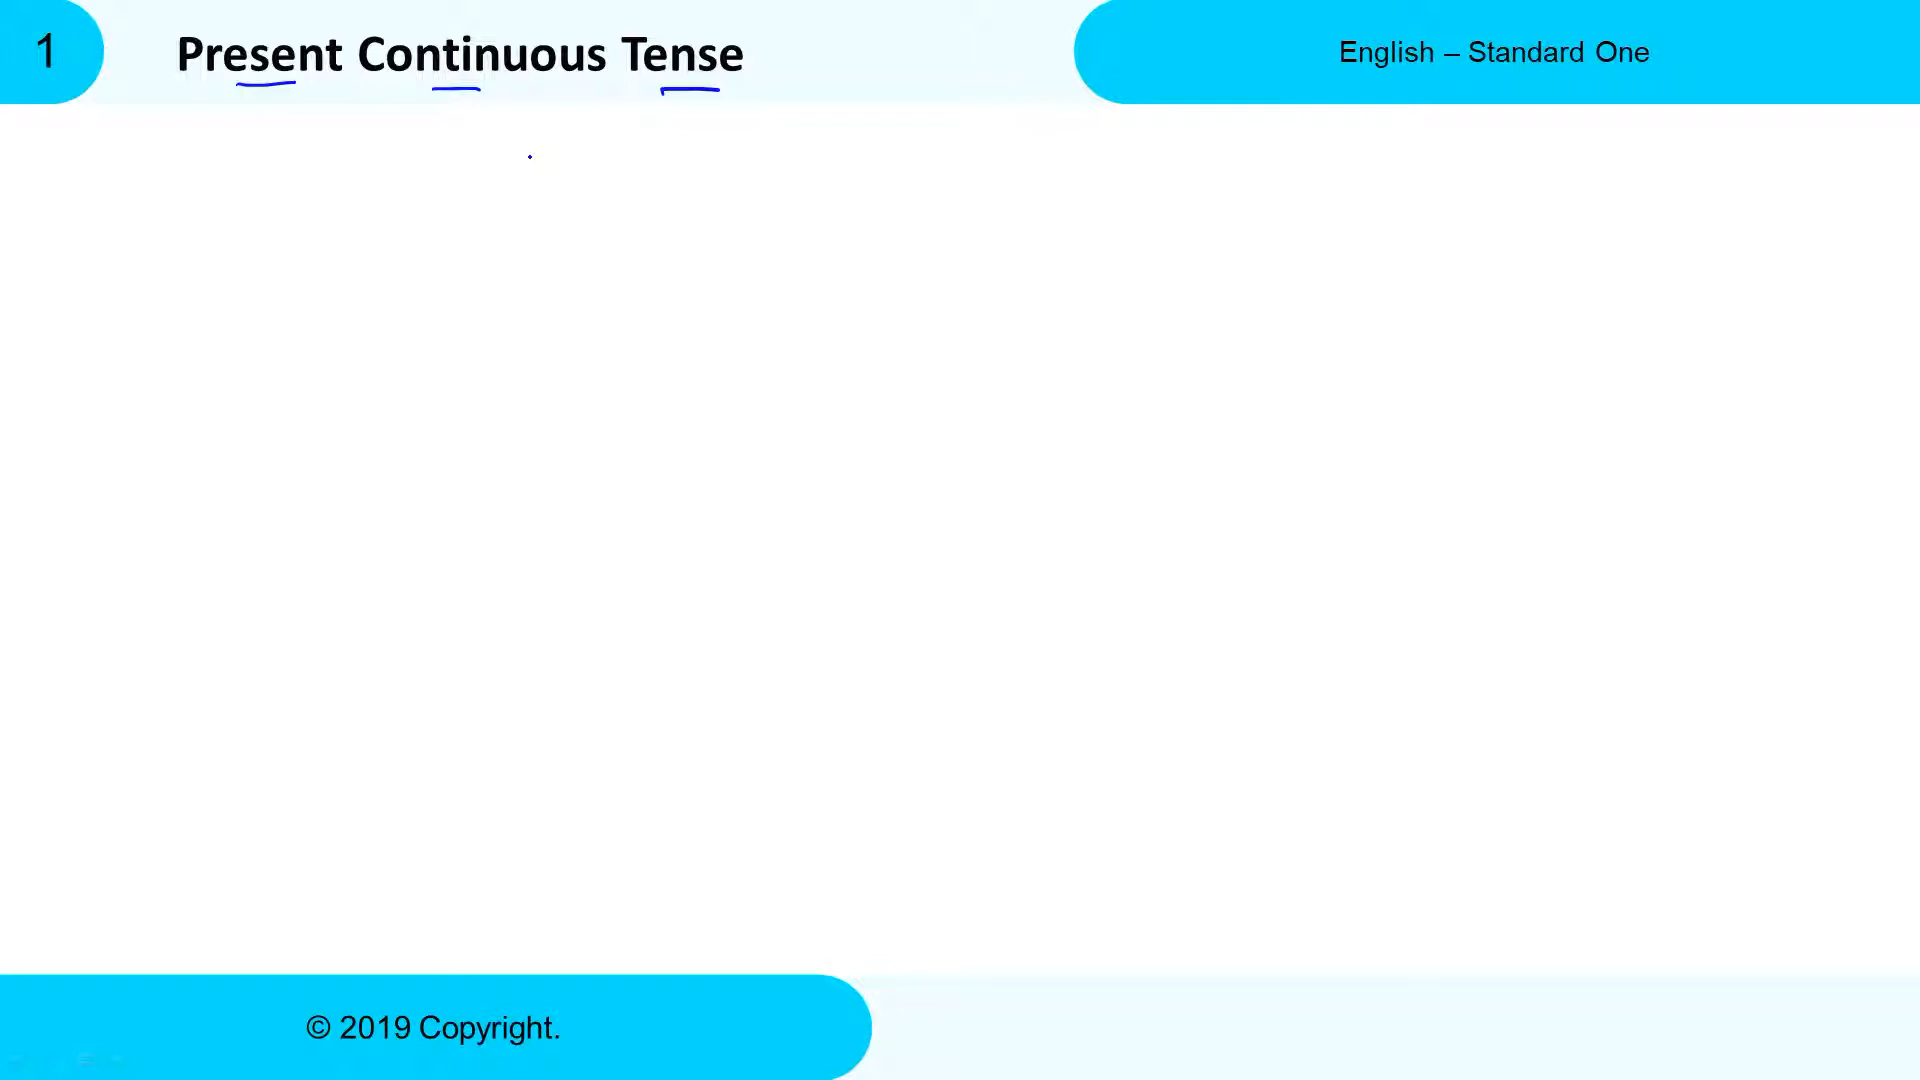 1
Present Continuous Tense
English – Standard One
© 2019 Copyright.